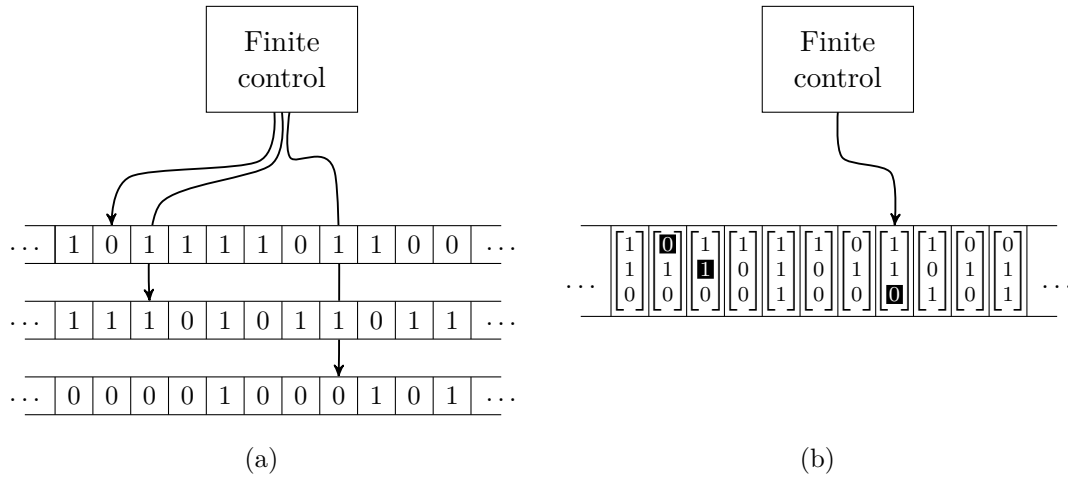 Finite
control
… 1 0 1 1 1 1 0 1 1 0 0 …
… 1 1 1 0 1 0 1 1 0 1 1 …
… 0 0 0 0 1 0 0 0 1 0 1 …
(a)
Finite
control
1 0 1 1 1 1 0 1 1 0 0
1 1 1 0 1 0 1 1 0 1 1
… 0 0 0 0 1 0 0 0 1 0 1 …
(b)